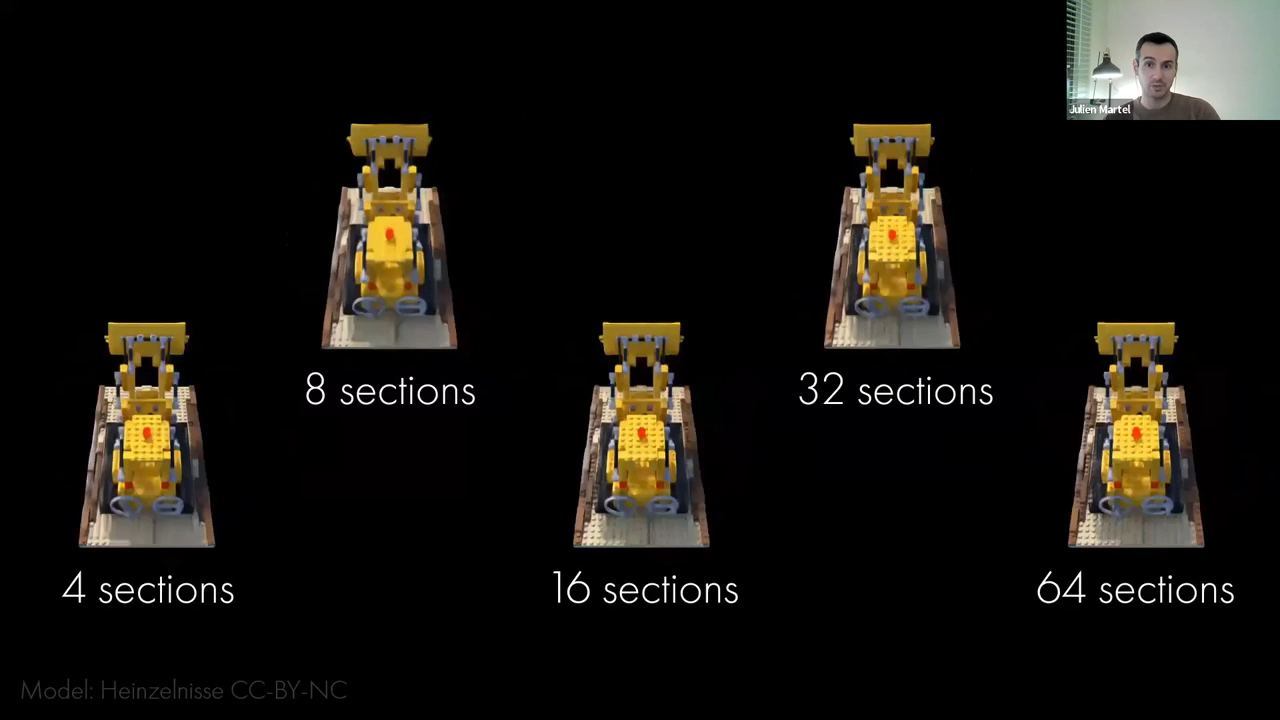 Julien Martel
8 sections
32 sections
4 sections
16 sections
64 sections
Model: Heinzelnisse CC-BY-NC